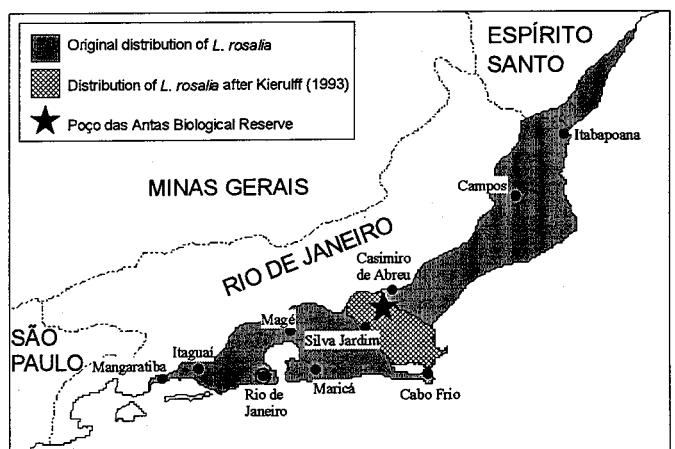 Original distribution of L. rosalia
Distribution of L. rosalia after Kierulff (1993)
Poço das Antas Biological Reserve
ESPÍRITO
SANTO
Itabapoana
MINAS GERAIS
Campos
RIO DE JANEIRO
Casimiro
de Abreu
Magé
Silva Jardim
SÃO
PAULO
Itaguaí
Mangaratiba
Rio de
Janeiro
Maricá
Cabo Frio